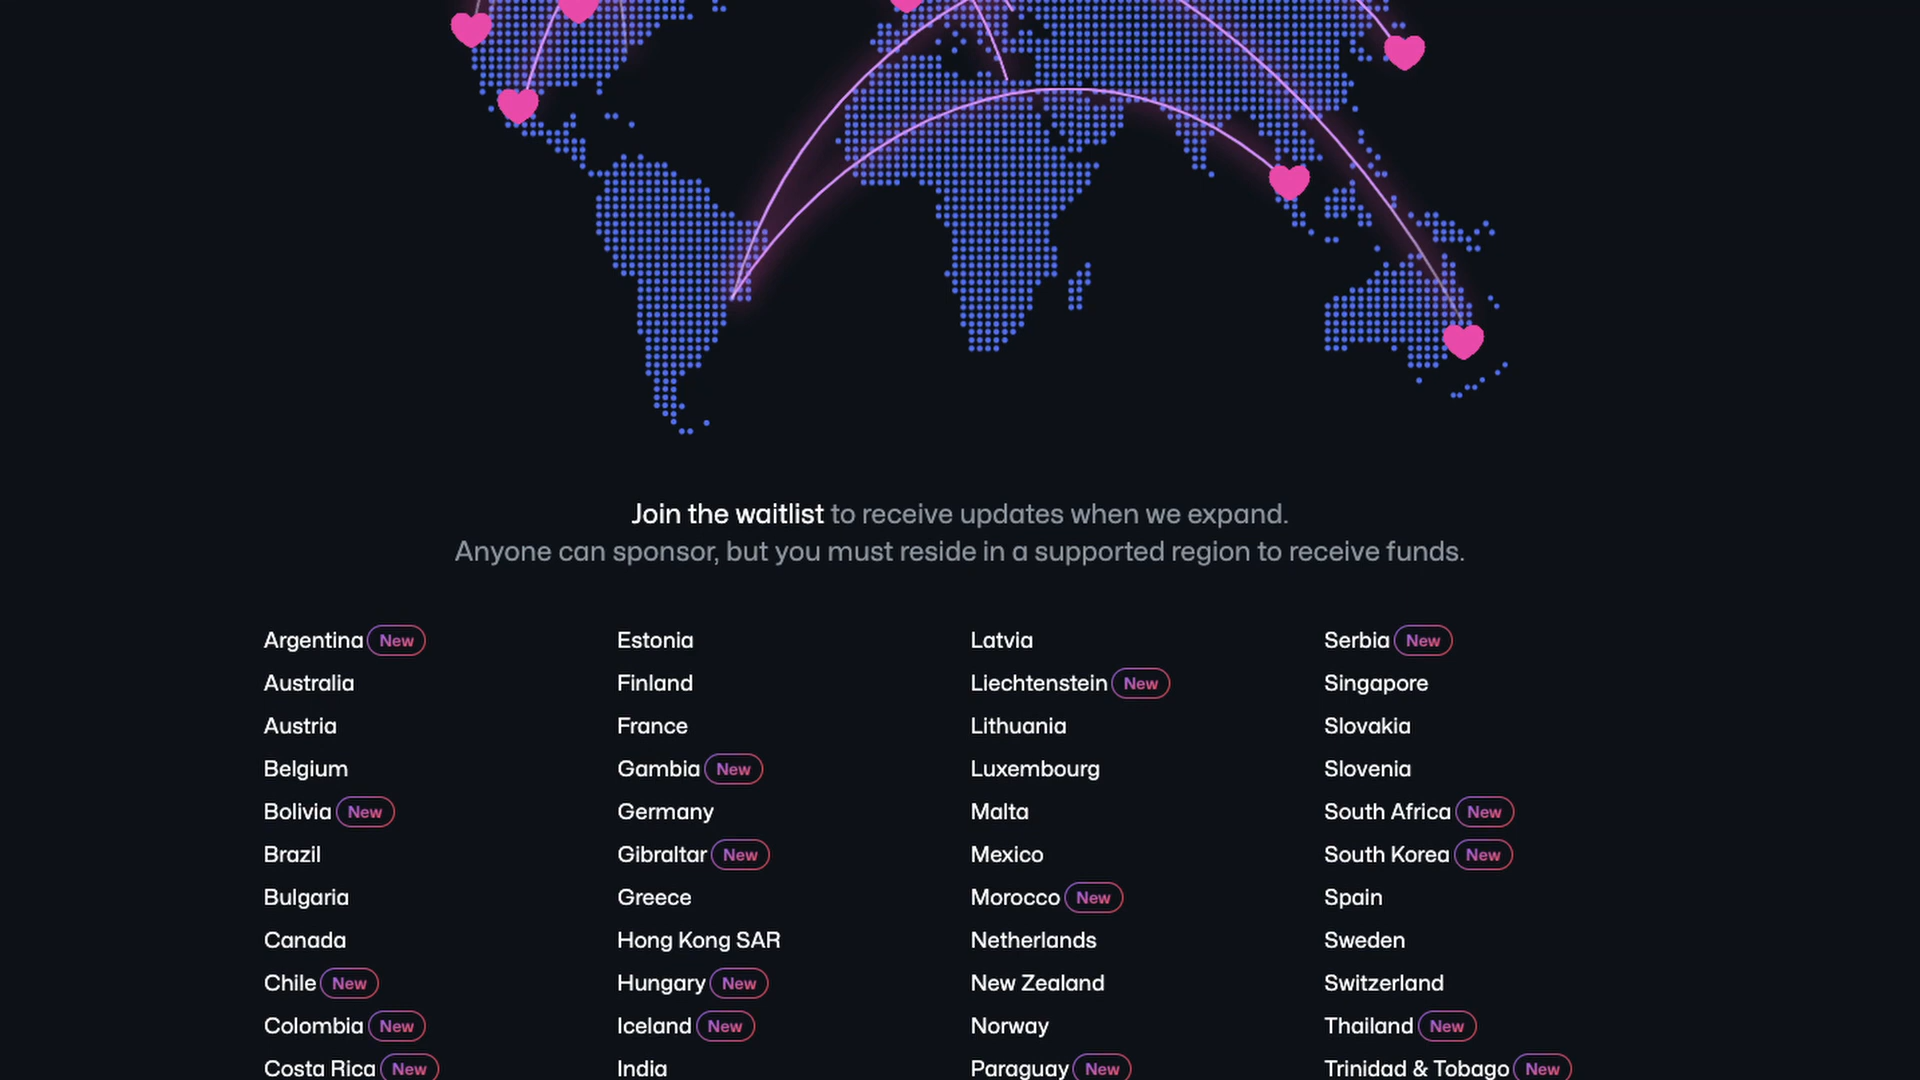 Join the waitlist to receive updates when we expand.
Anyone can sponsor, but you must reside in a supported region to receive funds.
Argentina New
Australia
Austria
Belgium
Bolivia New
Brazil
Bulgaria
Canada
Chile New
Colombia New
Costa Rica New
Estonia
Finland
France
Gambia New
Germany
Gibraltar New
Greece
Hong Kong SAR
Hungary New
Iceland New
India
Latvia
Liechtenstein New
Lithuania
Luxembourg
Malta
Mexico
Morocco New
Netherlands
New Zealand
Norway
Paraguay New
Serbia New
Singapore
Slovakia
Slovenia
South Africa New
South Korea New
Spain
Sweden
Switzerland
Thailand New
Trinidad & Tobago New